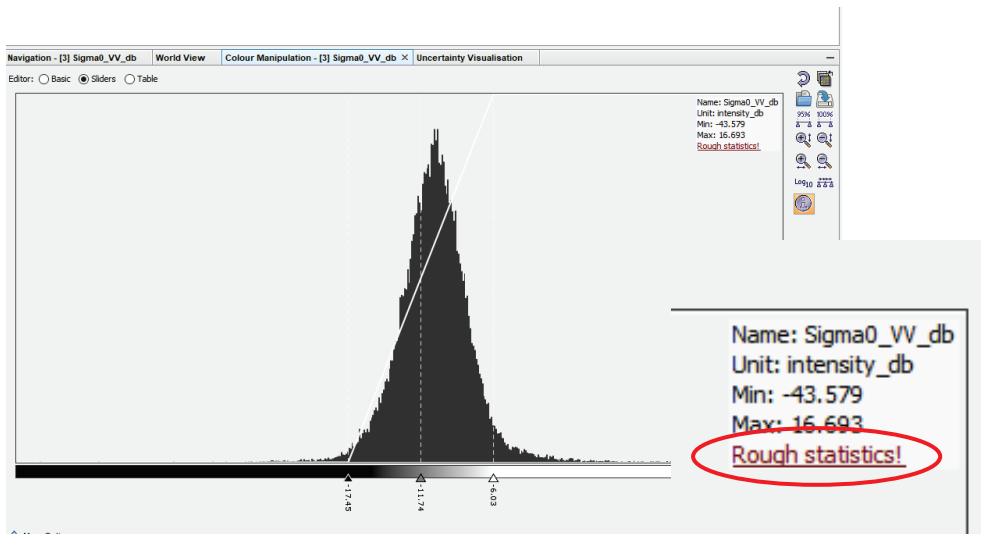 Navigation - [3] Sigma0_VV_db
World View
Colour Manipulation - [3] Sigma0_VV_db ×
Uncertainty Visualisation
Editor: Basic Sliders Table
Name: Sigma0_VV_db
Unit: intensity_db
Min: -43.579
Max: 16.693
Rough statistics!
95% 100%
Log10
-17.45
-11.74
-6.03
Name: Sigma0_VV_db
Unit: intensity_db
Min: -43.579
Max: 16.693
Rough statistics!